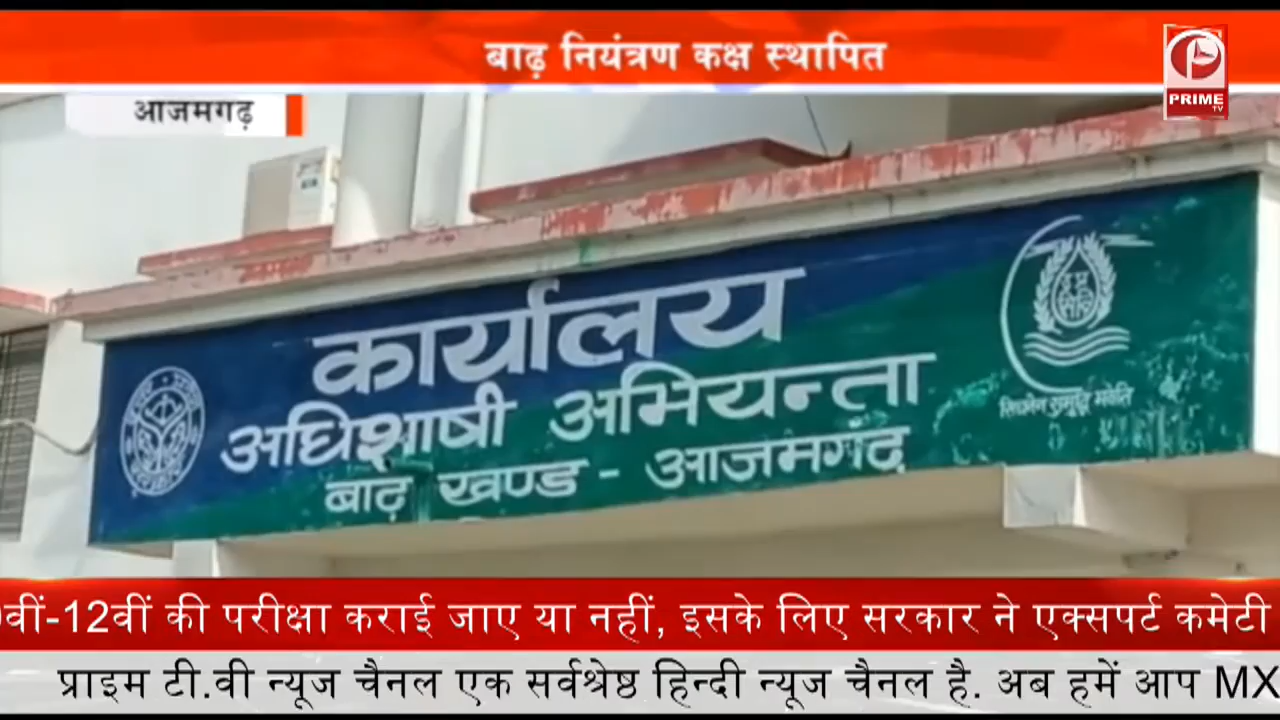 बाढ़ नियंत्रण कक्ष स्थापित
PRIME
TV
आजमगढ़
कार्यालय
अधिशाषी अभियन्ता
बाढ़ खण्ड - आजमगढ़
वीं-12वीं की परीक्षा कराई जाए या नहीं, इसके लिए सरकार ने एक्सपर्ट कमेटी
प्राइम टी.वी न्यूज चैनल एक सर्वश्रेष्ठ हिन्दी न्यूज चैनल है. अब हमें आप MX